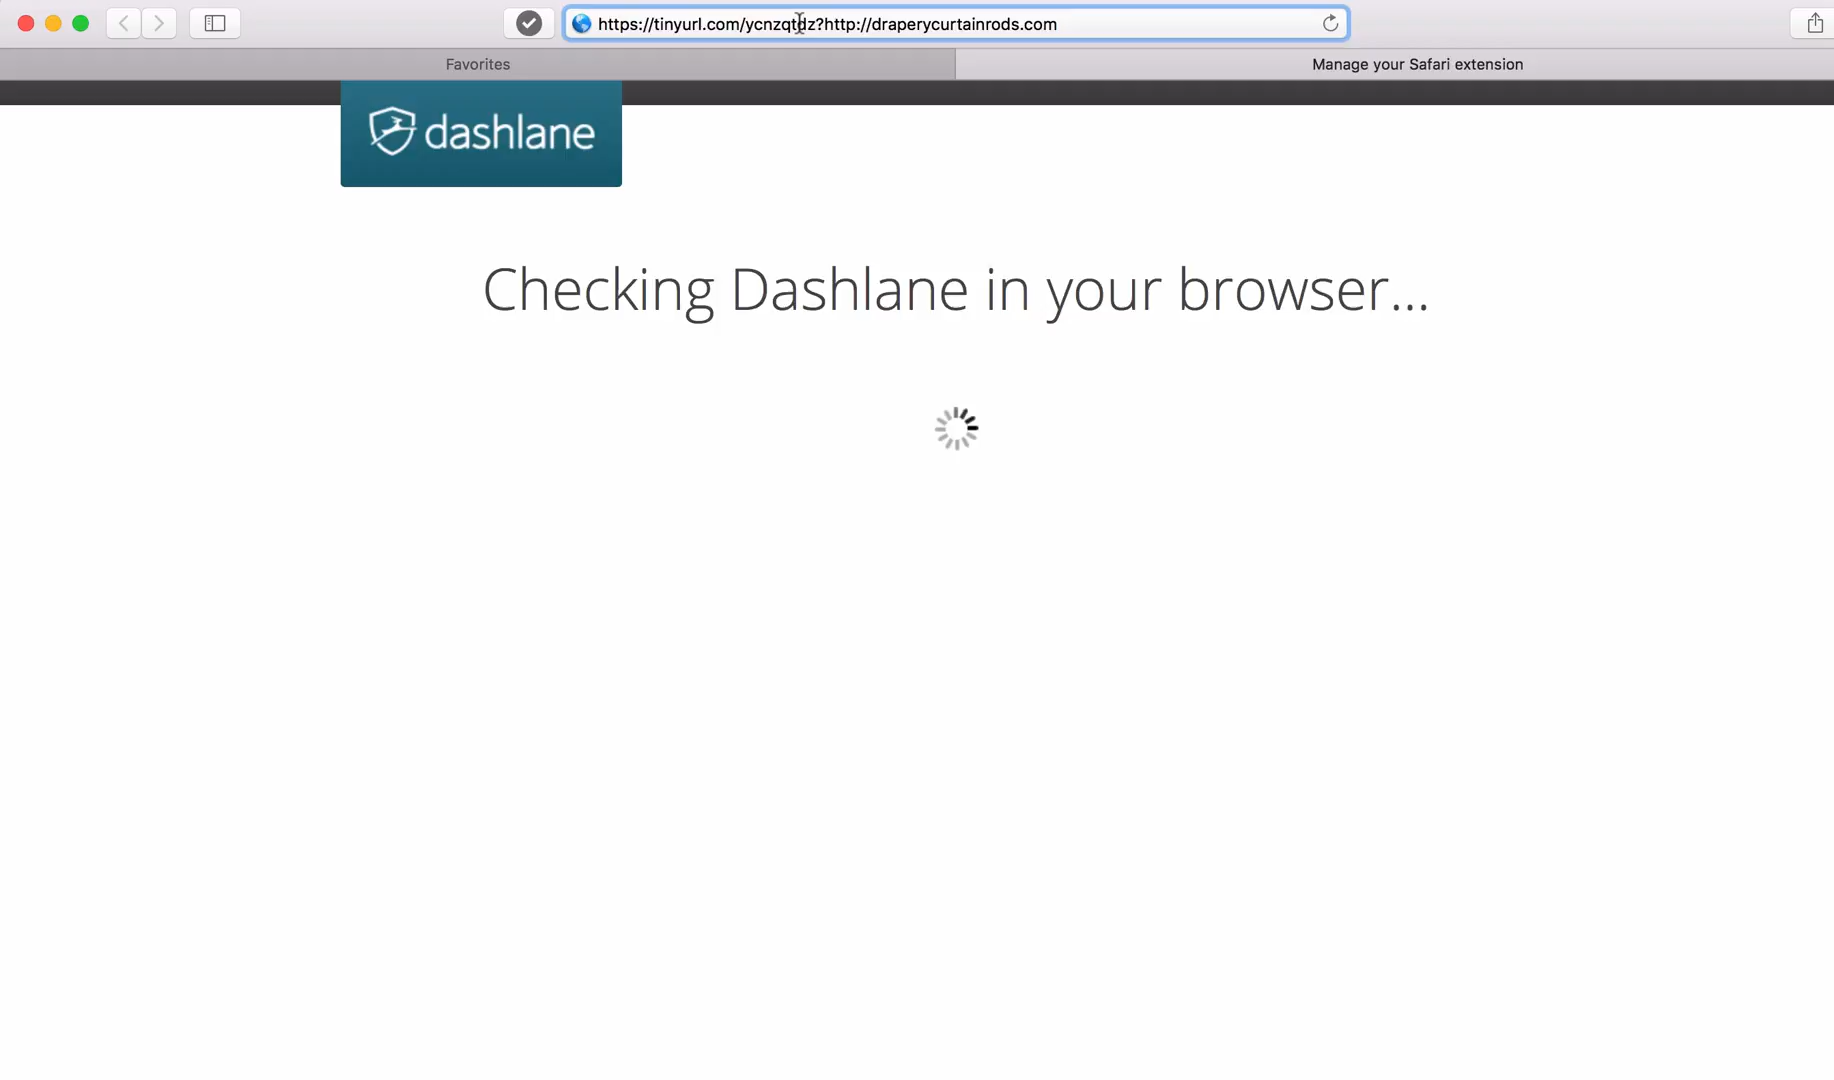 https://tinyurl.com/ycnzqtdz?http://draperycurtainrods.com
Favorites
Manage your Safari extension
dashlane
Checking Dashlane in your browser...